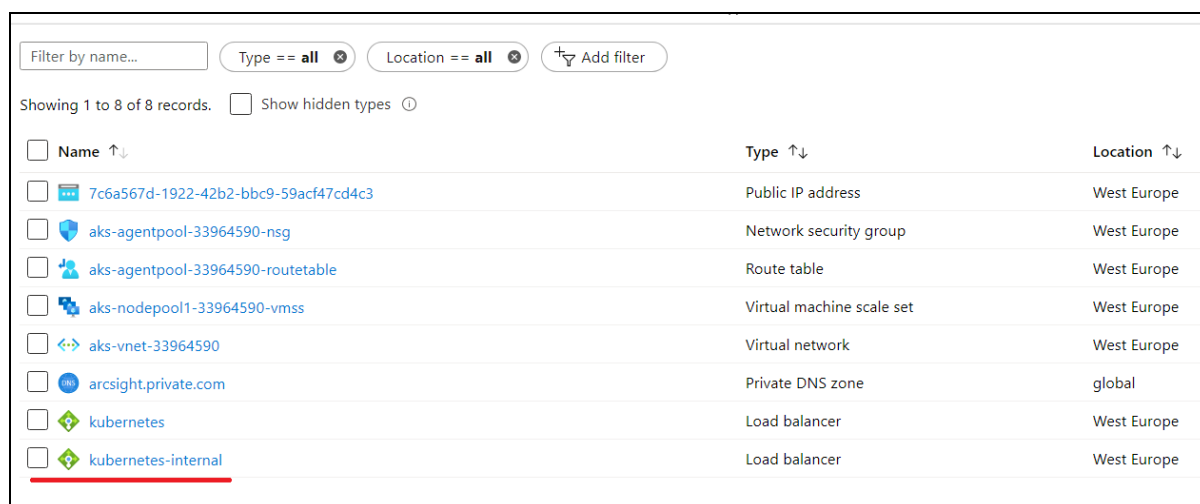 Filter by name...
Type == all
Location == all
Add filter
Showing 1 to 8 of 8 records.
Show hidden types
Name Type Location
7c6a567d-1922-42b2-bbc9-59acf47cd4c3 Public IP address West Europe
aks-agentpool-33964590-nsg Network security group West Europe
aks-agentpool-33964590-routetable Route table West Europe
aks-nodepool1-33964590-vmss Virtual machine scale set West Europe
aks-vnet-33964590 Virtual network West Europe
DNS arcsight.private.com Private DNS zone global
kubernetes Load balancer West Europe
kubernetes-internal Load balancer West Europe